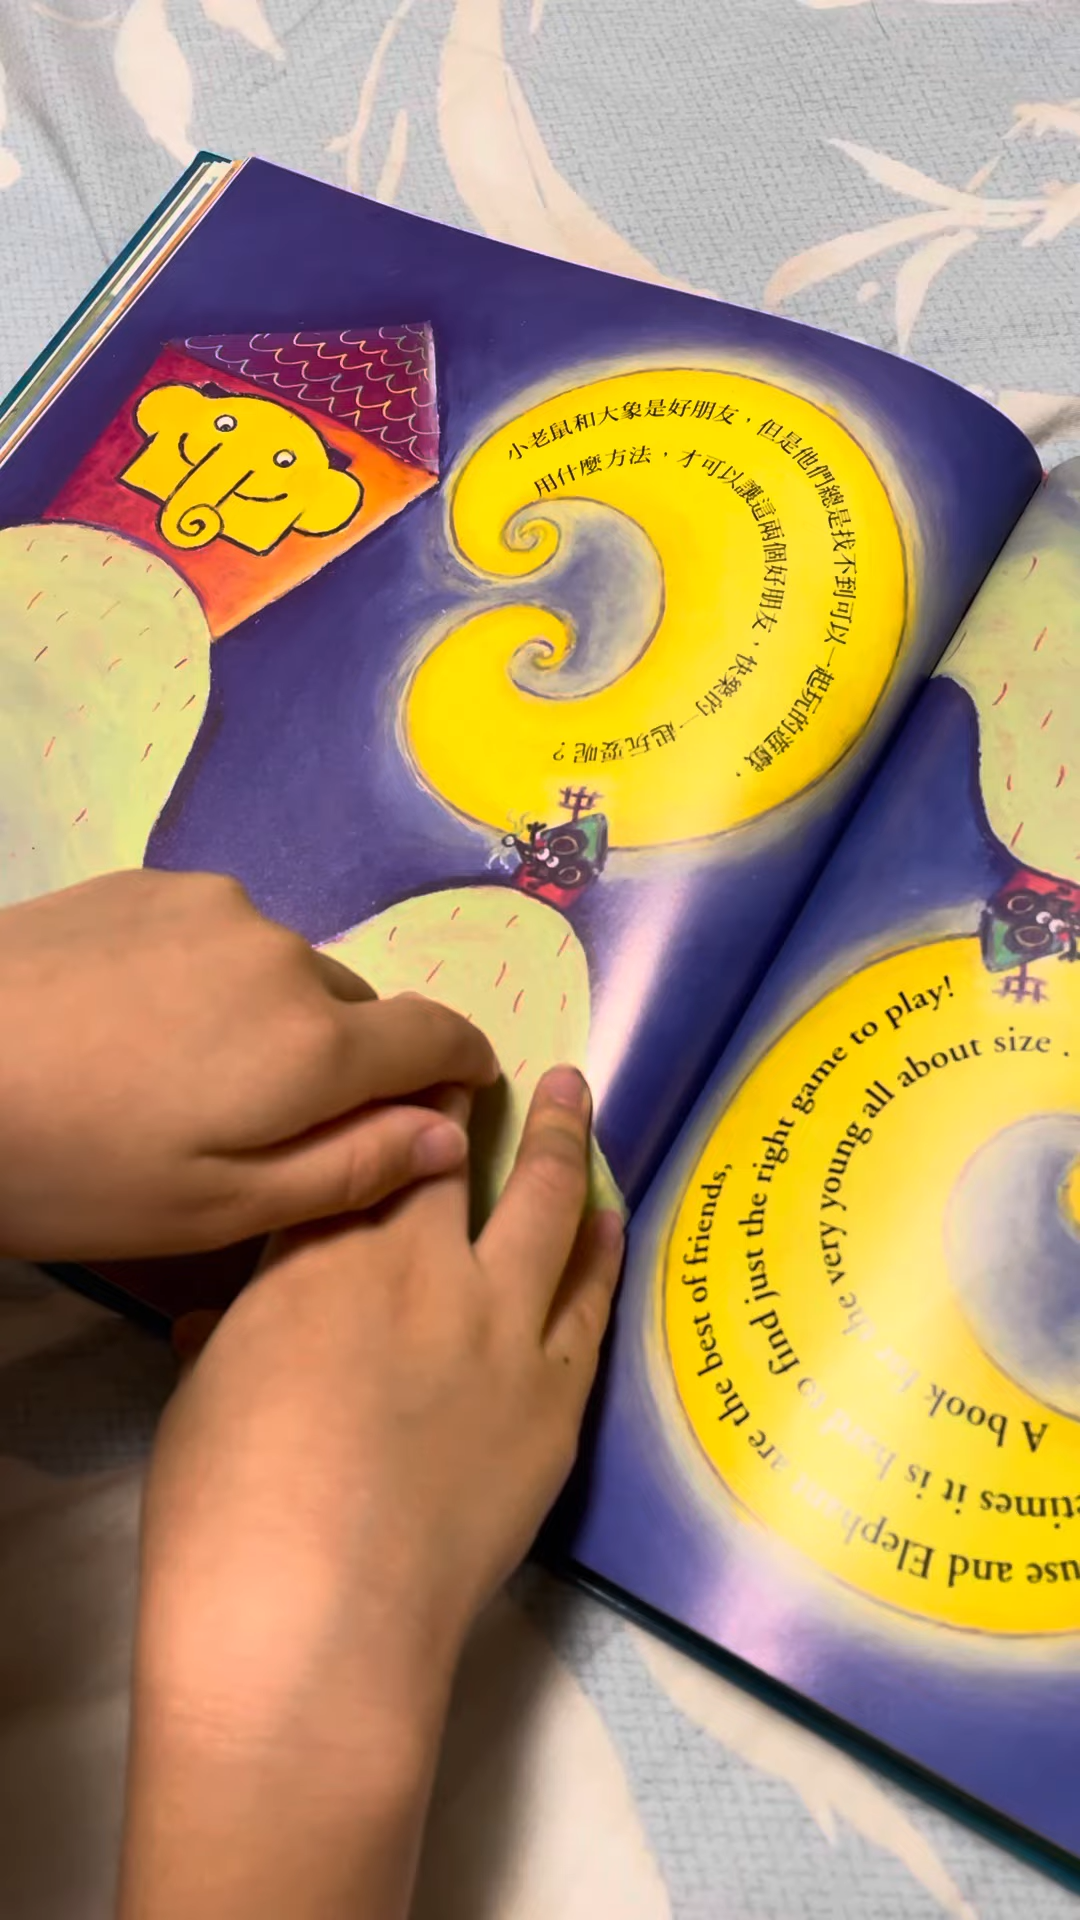 小老鼠和大象是好朋友，但是他們總是找不到可以一起玩的遊戲，
用什麼方法，才可以讓這兩個好朋友，快樂的一起玩耍呢？
use and Elephant are the best of friends,
etimes it is hard to find just the right game to play!
A book for the very young all about size .